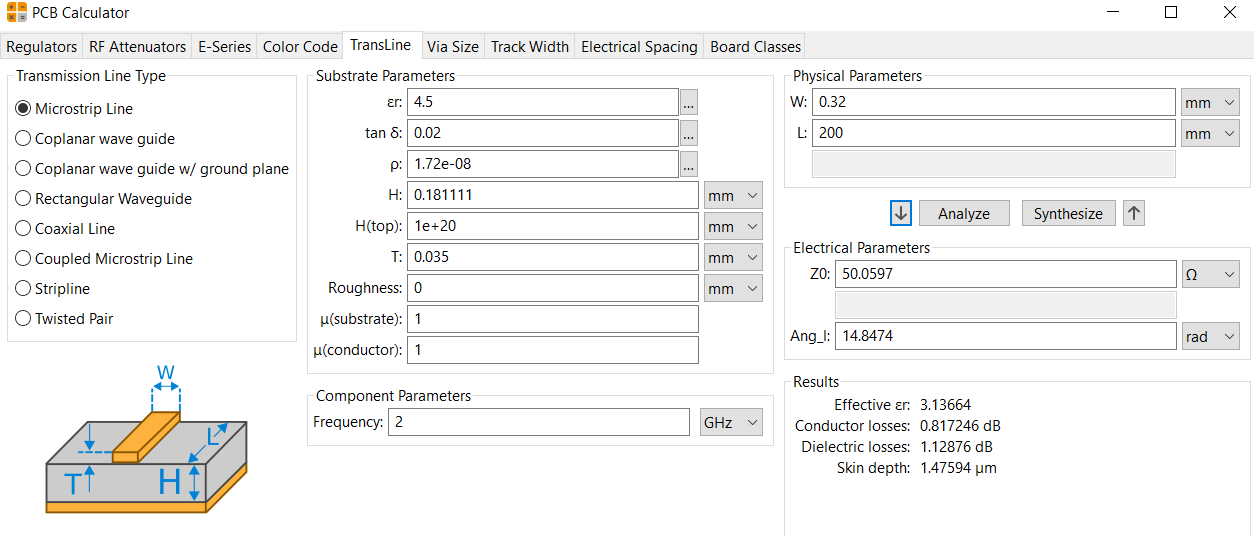 PCB Calculator
Regulators RF Attenuators E-Series Color Code TransLine Via Size Track Width Electrical Spacing Board Classes
Transmission Line Type
Microstrip Line
Coplanar wave guide
Coplanar wave guide w/ ground plane
Rectangular Waveguide
Coaxial Line
Coupled Microstrip Line
Stripline
Twisted Pair
W
L
T
H
Substrate Parameters
εr: 4.5 ...
tan δ: 0.02 ...
ρ: 1.72e-08 ...
H: 0.181111 mm
H(top): 1e+20 mm
T: 0.035 mm
Roughness: 0 mm
μ(substrate): 1
μ(conductor): 1
Component Parameters
Frequency: 2 GHz
Physical Parameters
W: 0.32 mm
L: 200 mm
Analyze Synthesize
Electrical Parameters
Z0: 50.0597 Ω
Ang_l: 14.8474 rad
Results
Effective εr: 3.13664
Conductor losses: 0.817246 dB
Dielectric losses: 1.12876 dB
Skin depth: 1.47594 μm